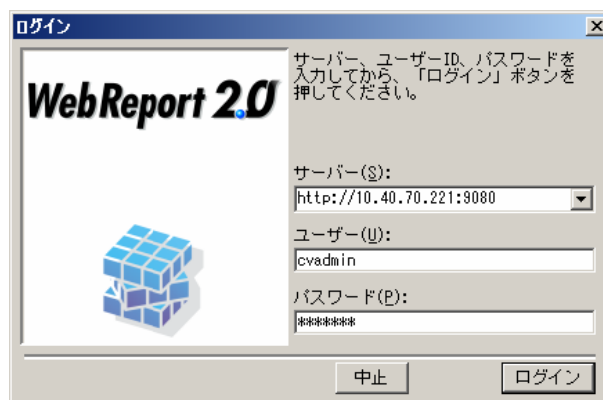 ログイン
サーバー、ユーザーID、パスワードを
入力してから、「ログイン」ボタンを
押してください。
WebReport 2.0
サーバー(S):
http://10.40.70.221:9080
ユーザー(U):
cvadmin
パスワード(P):
*******
中止
ログイン